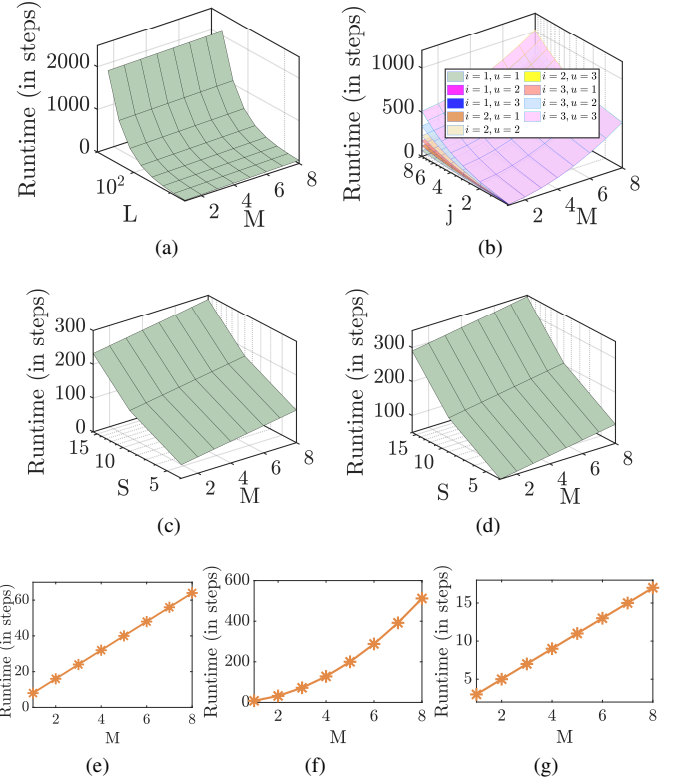 Runtime (in steps)
2000
1000
0
10²
L
2
4
6
8
M
(a)
Runtime (in steps)
1000
500
0
i = 1, u = 1
i = 2, u = 3
i = 1, u = 2
i = 3, u = 1
i = 1, u = 3
i = 3, u = 2
i = 2, u = 1
i = 3, u = 3
i = 2, u = 2
8
6
4
2
j
2
4
6
8
M
(b)
Runtime (in steps)
300
200
100
0
15
10
5
S
2
4
6
8
M
(c)
Runtime (in steps)
300
200
100
15
10
5
S
2
4
6
8
M
(d)
Runtime (in steps)
60
40
20
0
2
4
6
8
M
(e)
Runtime (in steps)
600
400
200
0
2
4
6
8
M
(f)
Runtime (in steps)
15
10
5
2
4
6
8
M
(g)